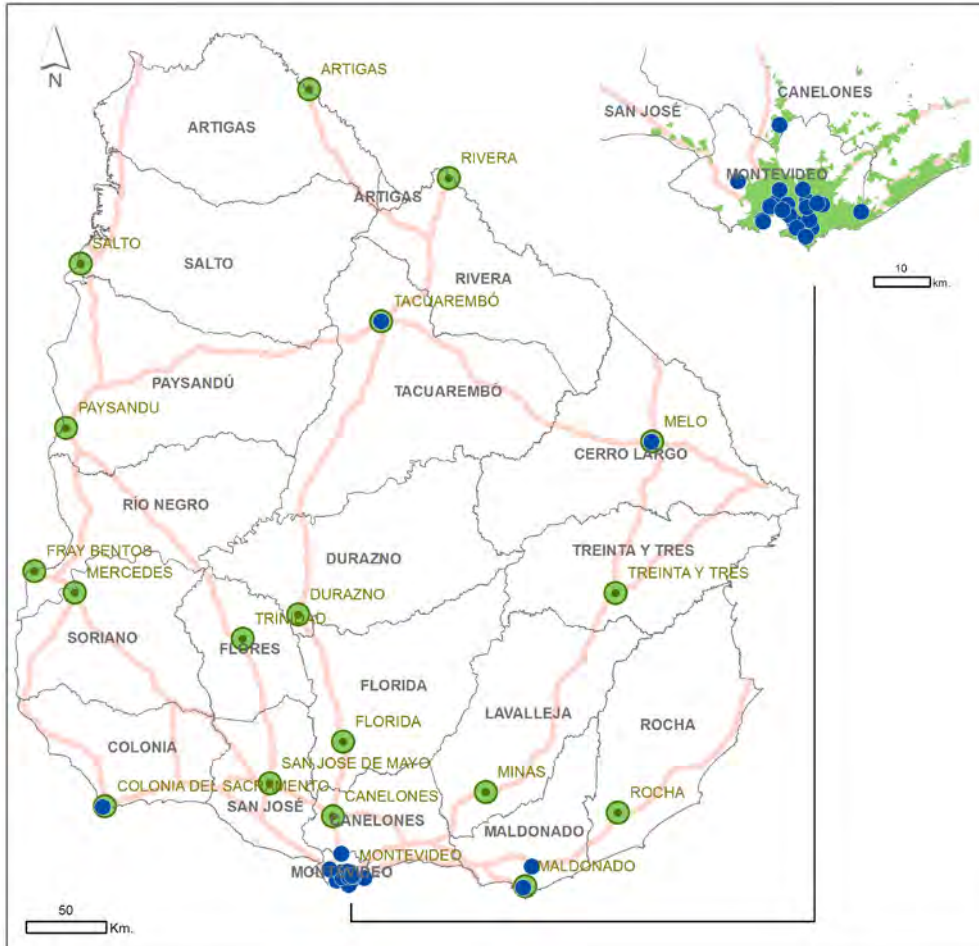 N
ARTIGAS
ARTIGAS
RIVERA
ARTIGAS
SALTO
SALTO
RIVERA
TACUAREMBÓ
PAYSANDÚ
TACUAREMBÓ
PAYSANDU
MELO
CERRO LARGO
RÍO NEGRO
FRAY BENTOS
MERCEDES
DURAZNO
TREINTA Y TRES
TREINTA Y TRES
DURAZNO
TRINIDAD
FLORES
SORIANO
FLORIDA
LAVALLEJA
ROCHA
FLORIDA
COLONIA
SAN JOSE DE MAYO
COLONIA DEL SACRAMENTO
SAN JOSÉ
CANELONES
CANELONES
MINAS
ROCHA
MALDONADO
MONTEVIDEO
MONTEVIDEO
MALDONADO
50
Km.
CANELONES
SAN JOSÉ
MONTEVIDEO
10
km.